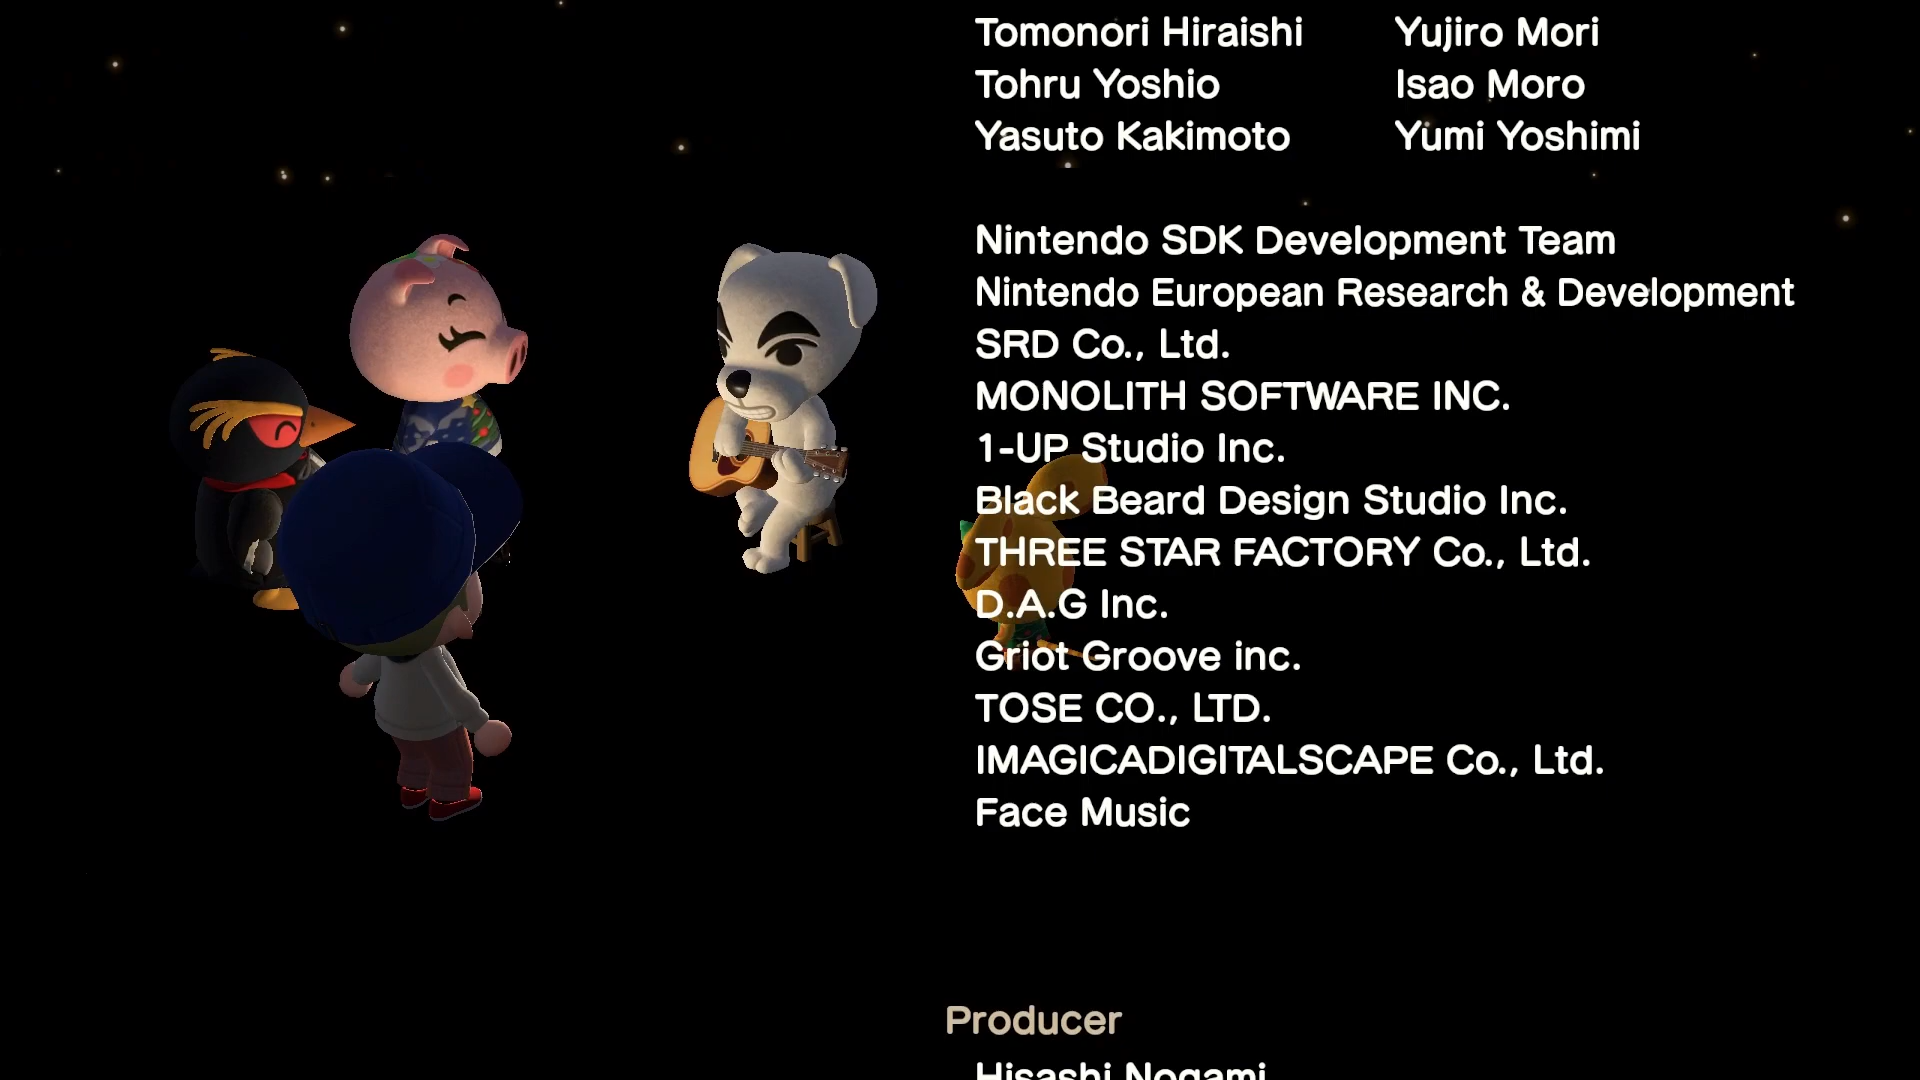 Tomonori Hiraishi Yujiro Mori
Tohru Yoshio Isao Moro
Yasuto Kakimoto Yumi Yoshimi
Nintendo SDK Development Team
Nintendo European Research & Development
SRD Co., Ltd.
MONOLITH SOFTWARE INC.
1-UP Studio Inc.
Black Beard Design Studio Inc.
THREE STAR FACTORY Co., Ltd.
D.A.G Inc.
Griot Groove inc.
TOSE CO., LTD.
IMAGICADIGITALSCAPE Co., Ltd.
Face Music
Producer
Hisashi Nogami